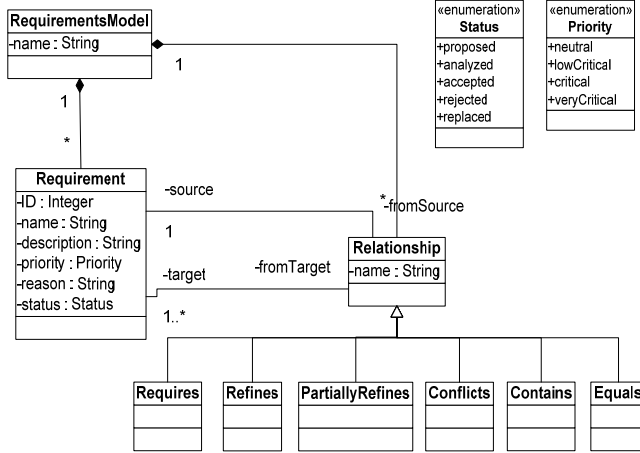 RequirementsModel
-name : String
«enumeration»
Status
+proposed
+analyzed
+accepted
+rejected
+replaced
«enumeration»
Priority
+neutral
+lowCritical
+critical
+veryCritical
1
1
*
Requirement
-ID : Integer
-name : String
-description : String
-priority : Priority
-reason : String
-status : Status
-source
1
*
-fromSource
-target
-fromTarget
1..*
Relationship
-name : String
Requires
Refines
PartiallyRefines
Conflicts
Contains
Equals